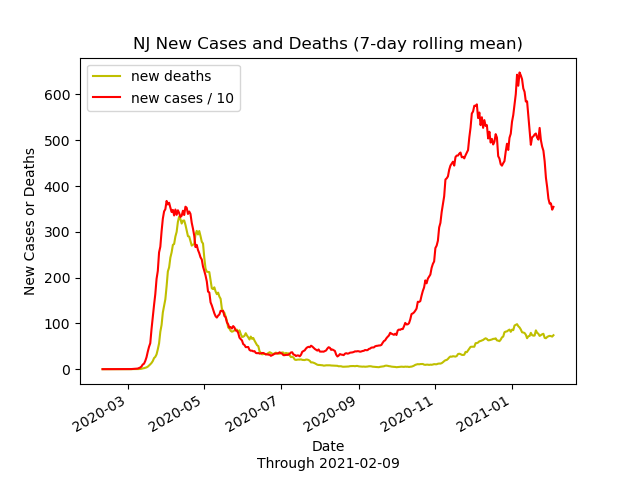 NJ New Cases and Deaths (7-day rolling mean)
new deaths
new cases / 10
New Cases or Deaths
600
500
400
300
200
100
0
2020-03
2020-05
2020-07
2020-09
2020-11
2021-01
Date
Through 2021-02-09